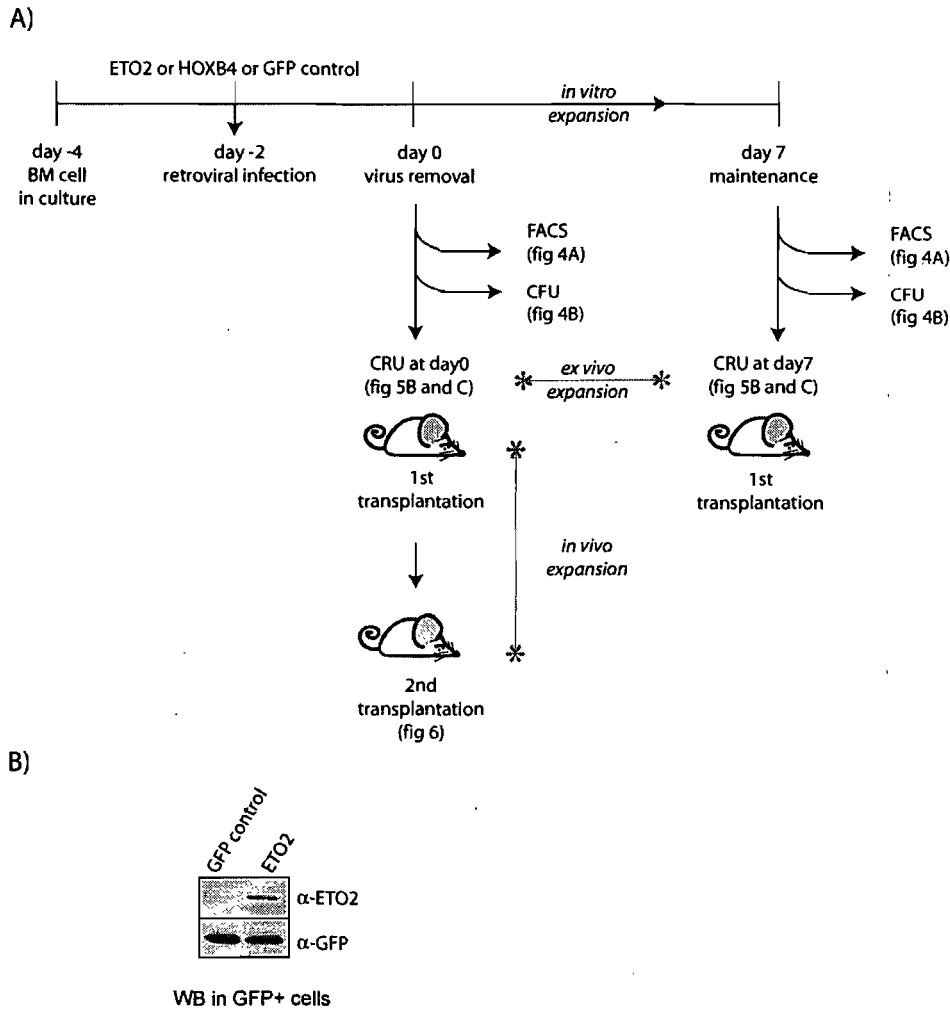 A)
ETO2 or HOXB4 or GFP control
in vitro
expansion
day -4
BM cell
in culture
day -2
retroviral infection
day 0
virus removal
day 7
maintenance
FACS
(fig 4A)
CFU
(fig 4B)
FACS
(fig 4A)
CFU
(fig 4B)
CRU at day0
(fig 5B and C)
ex vivo
expansion
CRU at day7
(fig 5B and C)
1st
transplantation
1st
transplantation
in vivo
expansion
2nd
transplantation
(fig 6)
B)
GFP control
ETO2
α-ETO2
α-GFP
WB in GFP+ cells